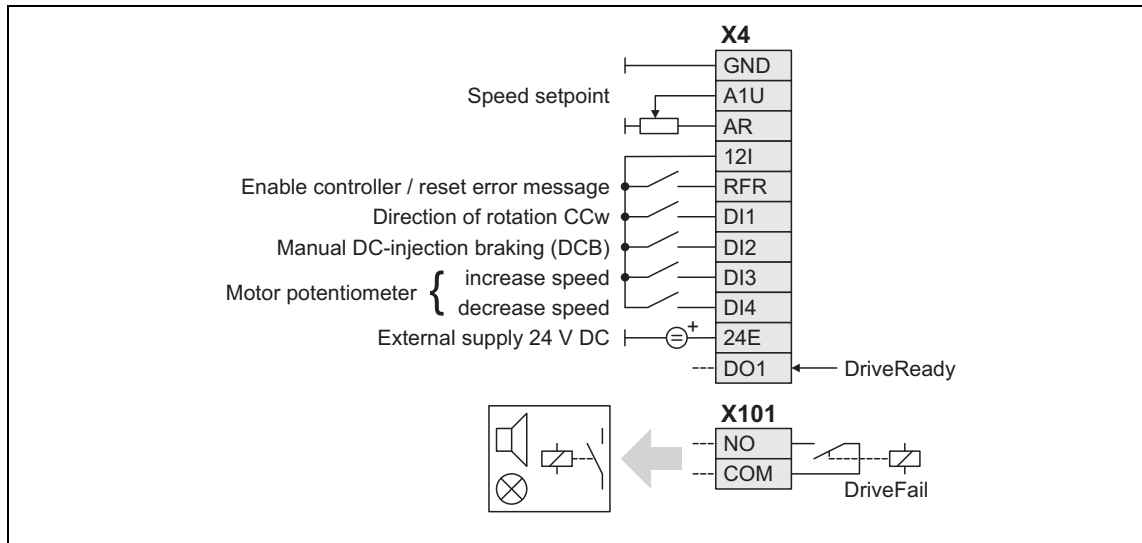 X4
GND
Speed setpoint A1U
AR
12I
Enable controller / reset error message RFR
Direction of rotation CCw DI1
Manual DC-injection braking (DCB) DI2
Motor potentiometer { increase speed DI3
decrease speed DI4
External supply 24 V DC + 24E
DO1 DriveReady
X101
NO
COM
DriveFail